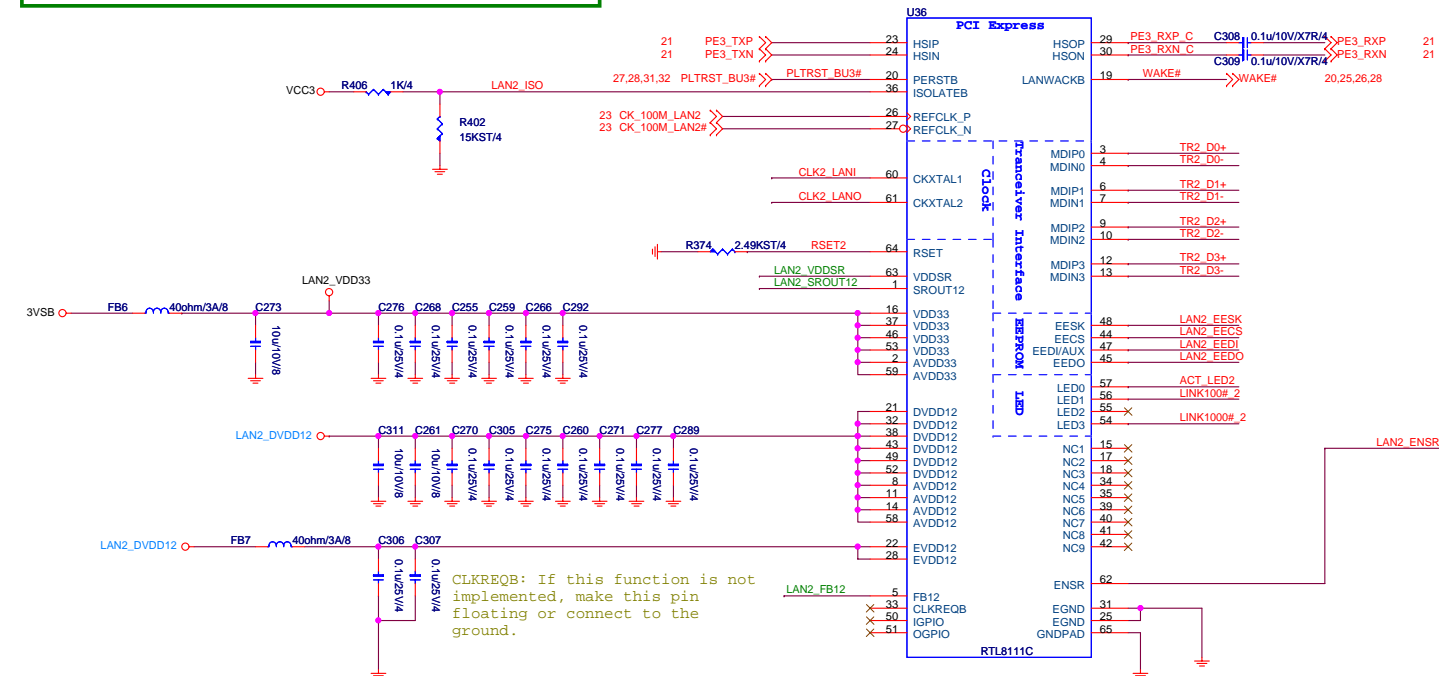 U36
PCI Express
21 PE3_TXP 23 HSIP HSOP 29 PE3_RXP_C C308 0.1u/10V/X7R/4 PE3_RXP 21
21 PE3_TXN 24 HSIN HSON 30 PE3_RXN_C C309 0.1u/10V/X7R/4 PE3_RXN 21
27,28,31,32 PLTRST_BU3# PLTRST_BU3# 20 PERSTB LANWACKB 19 WAKE# WAKE# 20,25,26,28
VCC3 R406 1K/4 LAN2_ISO 36 ISOLATEB
R402
15KST/4
23 CK_100M_LAN2 26 REFCLK_P
23 CK_100M_LAN2# 27 REFCLK_N
Clock
Tranceiver Interface
MDIP0 3 TR2_D0+
MDIN0 4 TR2_D0-
CLK2_LANI 60 CKXTAL1
MDIP1 6 TR2_D1+
MDIN1 7 TR2_D1-
CLK2_LANO 61 CKXTAL2
MDIP2 9 TR2_D2+
MDIN2 10 TR2_D2-
R374 2.49KST/4 RSET2 64 RSET
MDIP3 12 TR2_D3+
MDIN3 13 TR2_D3-
LAN2_VDDSR 63 VDDSR
LAN2_SROUT12 1 SROUT12
LAN2_VDD33
3VSB FB6 40ohm/3A/8 C273 C276 C268 C255 C259 C266 C292
10u/10V/8 0.1u/25V/4 0.1u/25V/4 0.1u/25V/4 0.1u/25V/4 0.1u/25V/4 0.1u/25V/4
16 VDD33
37 VDD33
46 VDD33
53 VDD33
2 AVDD33
59 AVDD33
EEPROM
EESK 48 LAN2_EESK
EECS 44 LAN2_EECS
EEDI/AUX 47 LAN2_EEDI
EEDO 45 LAN2_EEDO
LED
LED0 57 ACT_LED2
LED1 56 LINK100#_2
LED2 55
LED3 54 LINK1000#_2
LAN2_DVDD12 C311 C261 C270 C305 C275 C260 C271 C277 C289
10u/10V/8 10u/10V/8 0.1u/25V/4 0.1u/25V/4 0.1u/25V/4 0.1u/25V/4 0.1u/25V/4 0.1u/25V/4 0.1u/25V/4
21 DVDD12
32 DVDD12
38 DVDD12
43 DVDD12
49 DVDD12
52 DVDD12
8 AVDD12
11 AVDD12
14 AVDD12
58 AVDD12
NC1 15
NC2 17
NC3 18
NC4 34
NC5 35
NC6 39
NC7 40
NC8 41
NC9 42
LAN2_ENSR
LAN2_DVDD12 FB7 40ohm/3A/8 C306 C307
0.1u/25V/4 0.1u/25V/4
22 EVDD12
28 EVDD12
CLKREQB: If this function is not
implemented, make this pin
floating or connect to the
ground.
ENSR 62
LAN2_FB12 5 FB12
33 CLKREQB
50 IGPIO
51 OGPIO
EGND 31
EGND 25
GNDPAD 65
RTL8111C